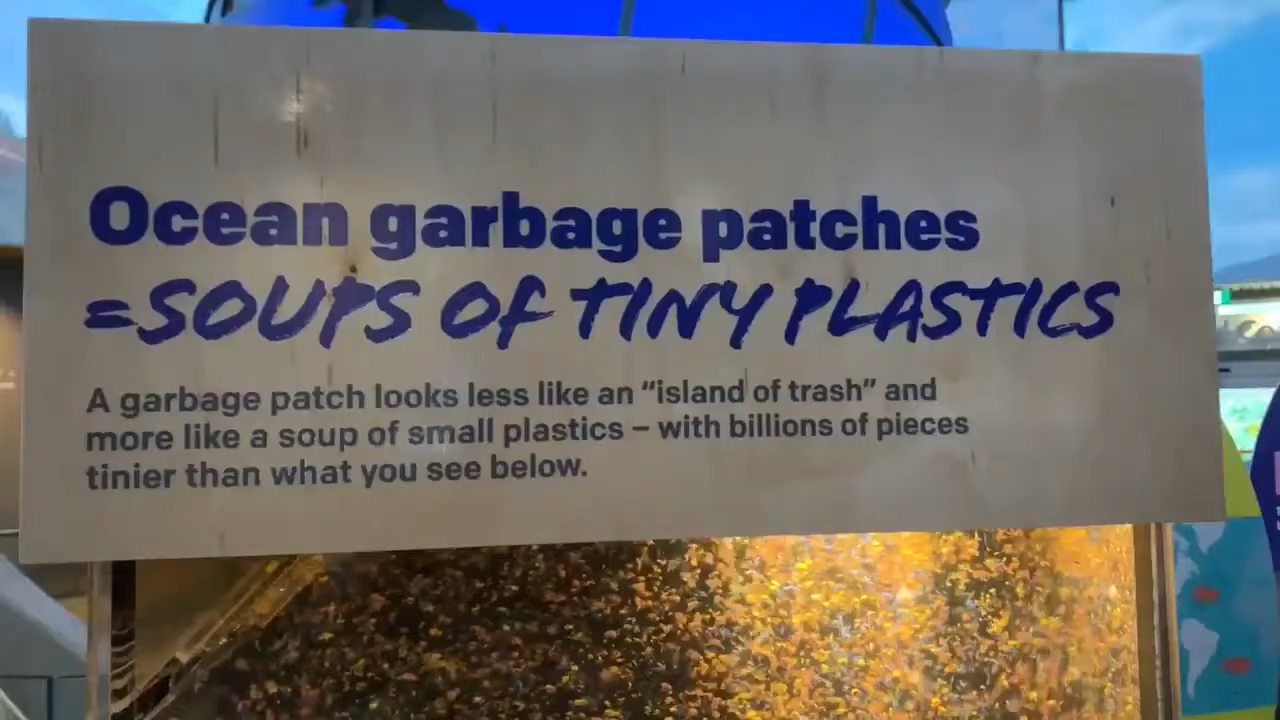 Ocean garbage patches
=SOUPS OF TINY PLASTICS
A garbage patch looks less like an “island of trash” and
more like a soup of small plastics – with billions of pieces
tinier than what you see below.